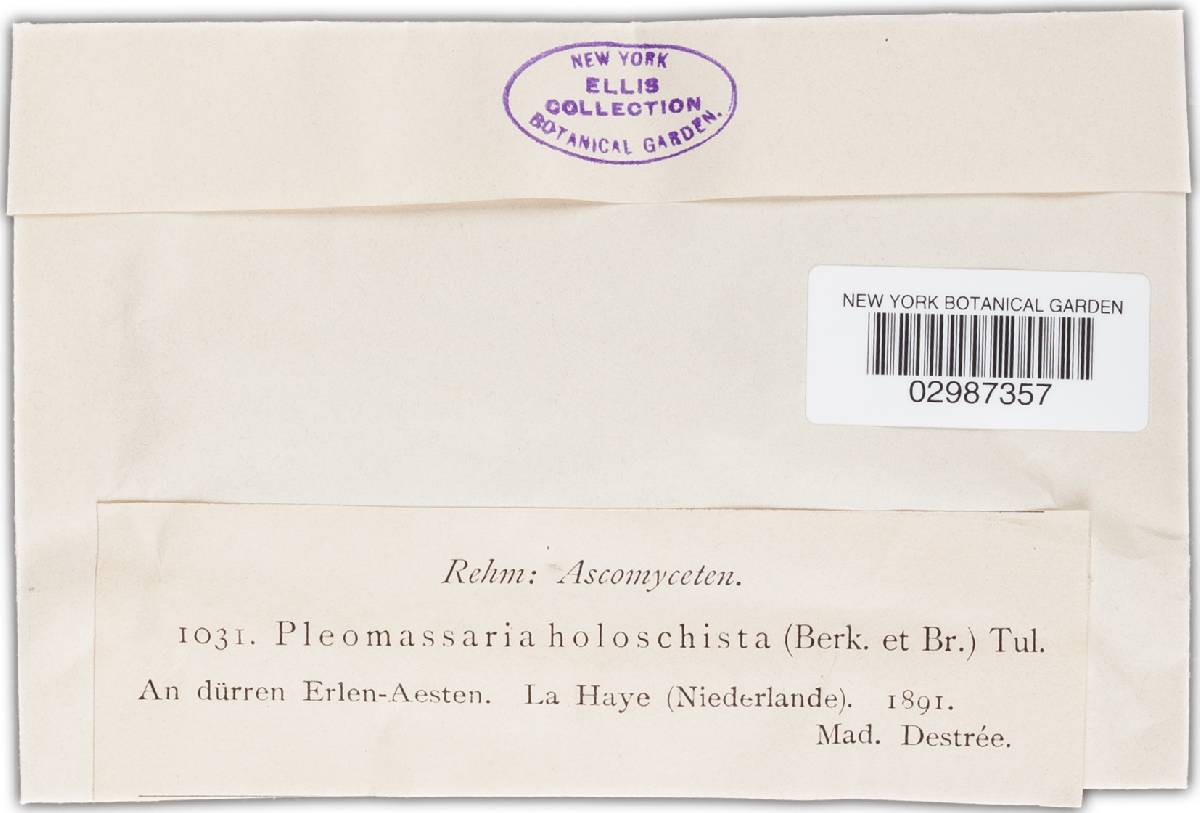 NEW YORK
ELLIS
COLLECTION
BOTANICAL GARDEN.
NEW YORK BOTANICAL GARDEN
02987357
Rehm: Ascomyceten.
1031. Pleomassaria holoschista (Berk. et Br.) Tul.
An dürren Erlen-Aesten. La Haye (Niederlande). 1891.
Mad. Destrée.